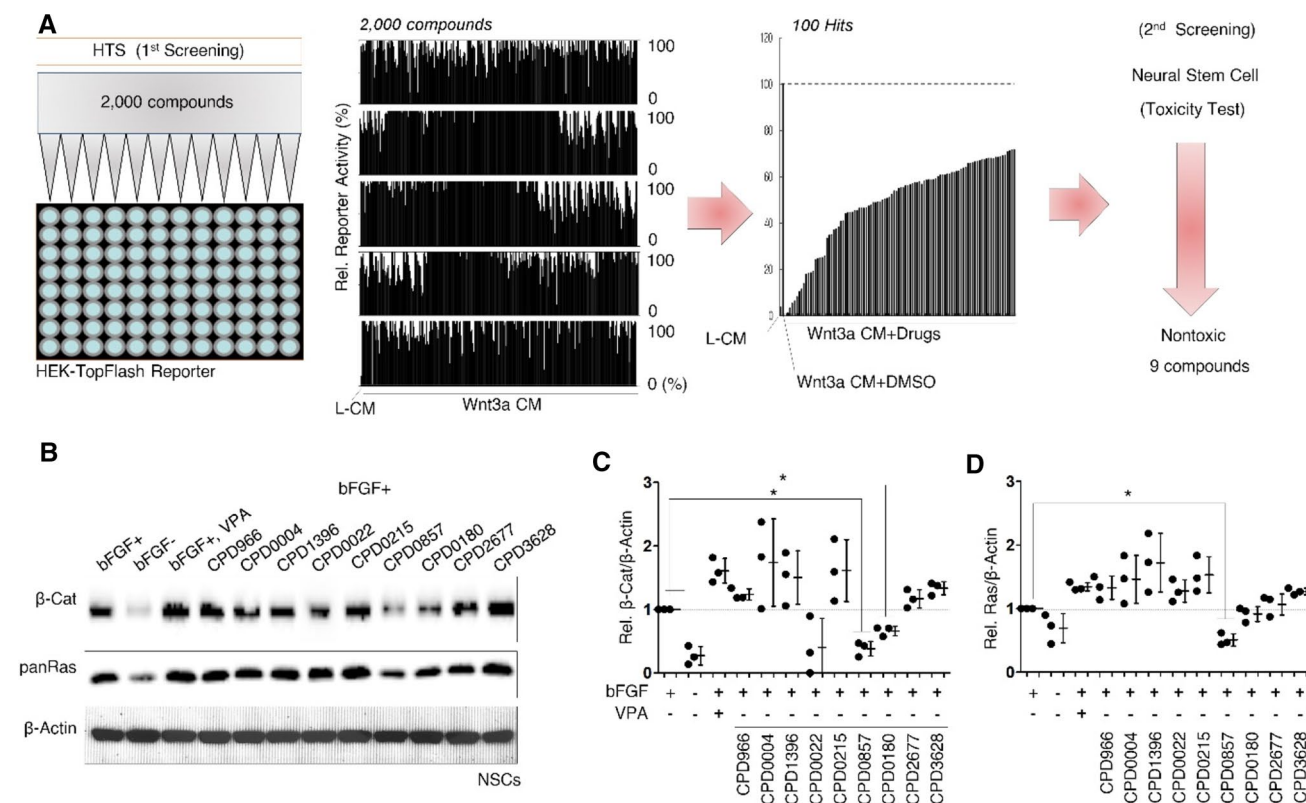 A
HTS (1st Screening)
2,000 compounds
HEK-TopFlash Reporter
2,000 compounds
Rel. Reporter Activity (%)
100
0
100
0
100
0
100
0
100
0 (%)
L-CM
Wnt3a CM
100 Hits
120
100
80
60
40
20
0
L-CM
Wnt3a CM+Drugs
Wnt3a CM+DMSO
(2nd Screening)
Neural Stem Cell
(Toxicity Test)
Nontoxic
9 compounds
B
bFGF+
bFGF+
bFGF-
bFGF+, VPA
CPD966
CPD0004
CPD1396
CPD0022
CPD0215
CPD0857
CPD0180
CPD2677
CPD3628
β-Cat
panRas
β-Actin
NSCs
C
Rel. β-Cat/β-Actin
3
2
1
0
*
*
bFGF + - + + + + + + + + + +
VPA - - + - - - - - - - - -
CPD966
CPD0004
CPD1396
CPD0022
CPD0215
CPD0857
CPD0180
CPD2677
CPD3628
D
Rel. Ras/β-Actin
3
2
1
0
*
+ - + + + + + + + + + +
- - + - - - - - - - - -
CPD966
CPD0004
CPD1396
CPD0022
CPD0215
CPD0857
CPD0180
CPD2677
CPD3628